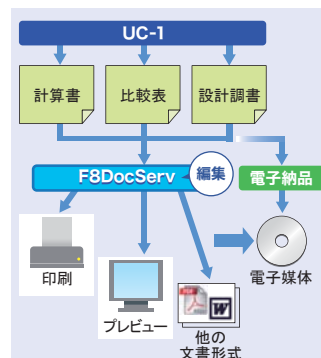 UC-1
計算書
比較表
設計調書
F8DocServ
編集
電子納品
印刷
プレビュー
PDF
W
他の
文書形式
電子媒体